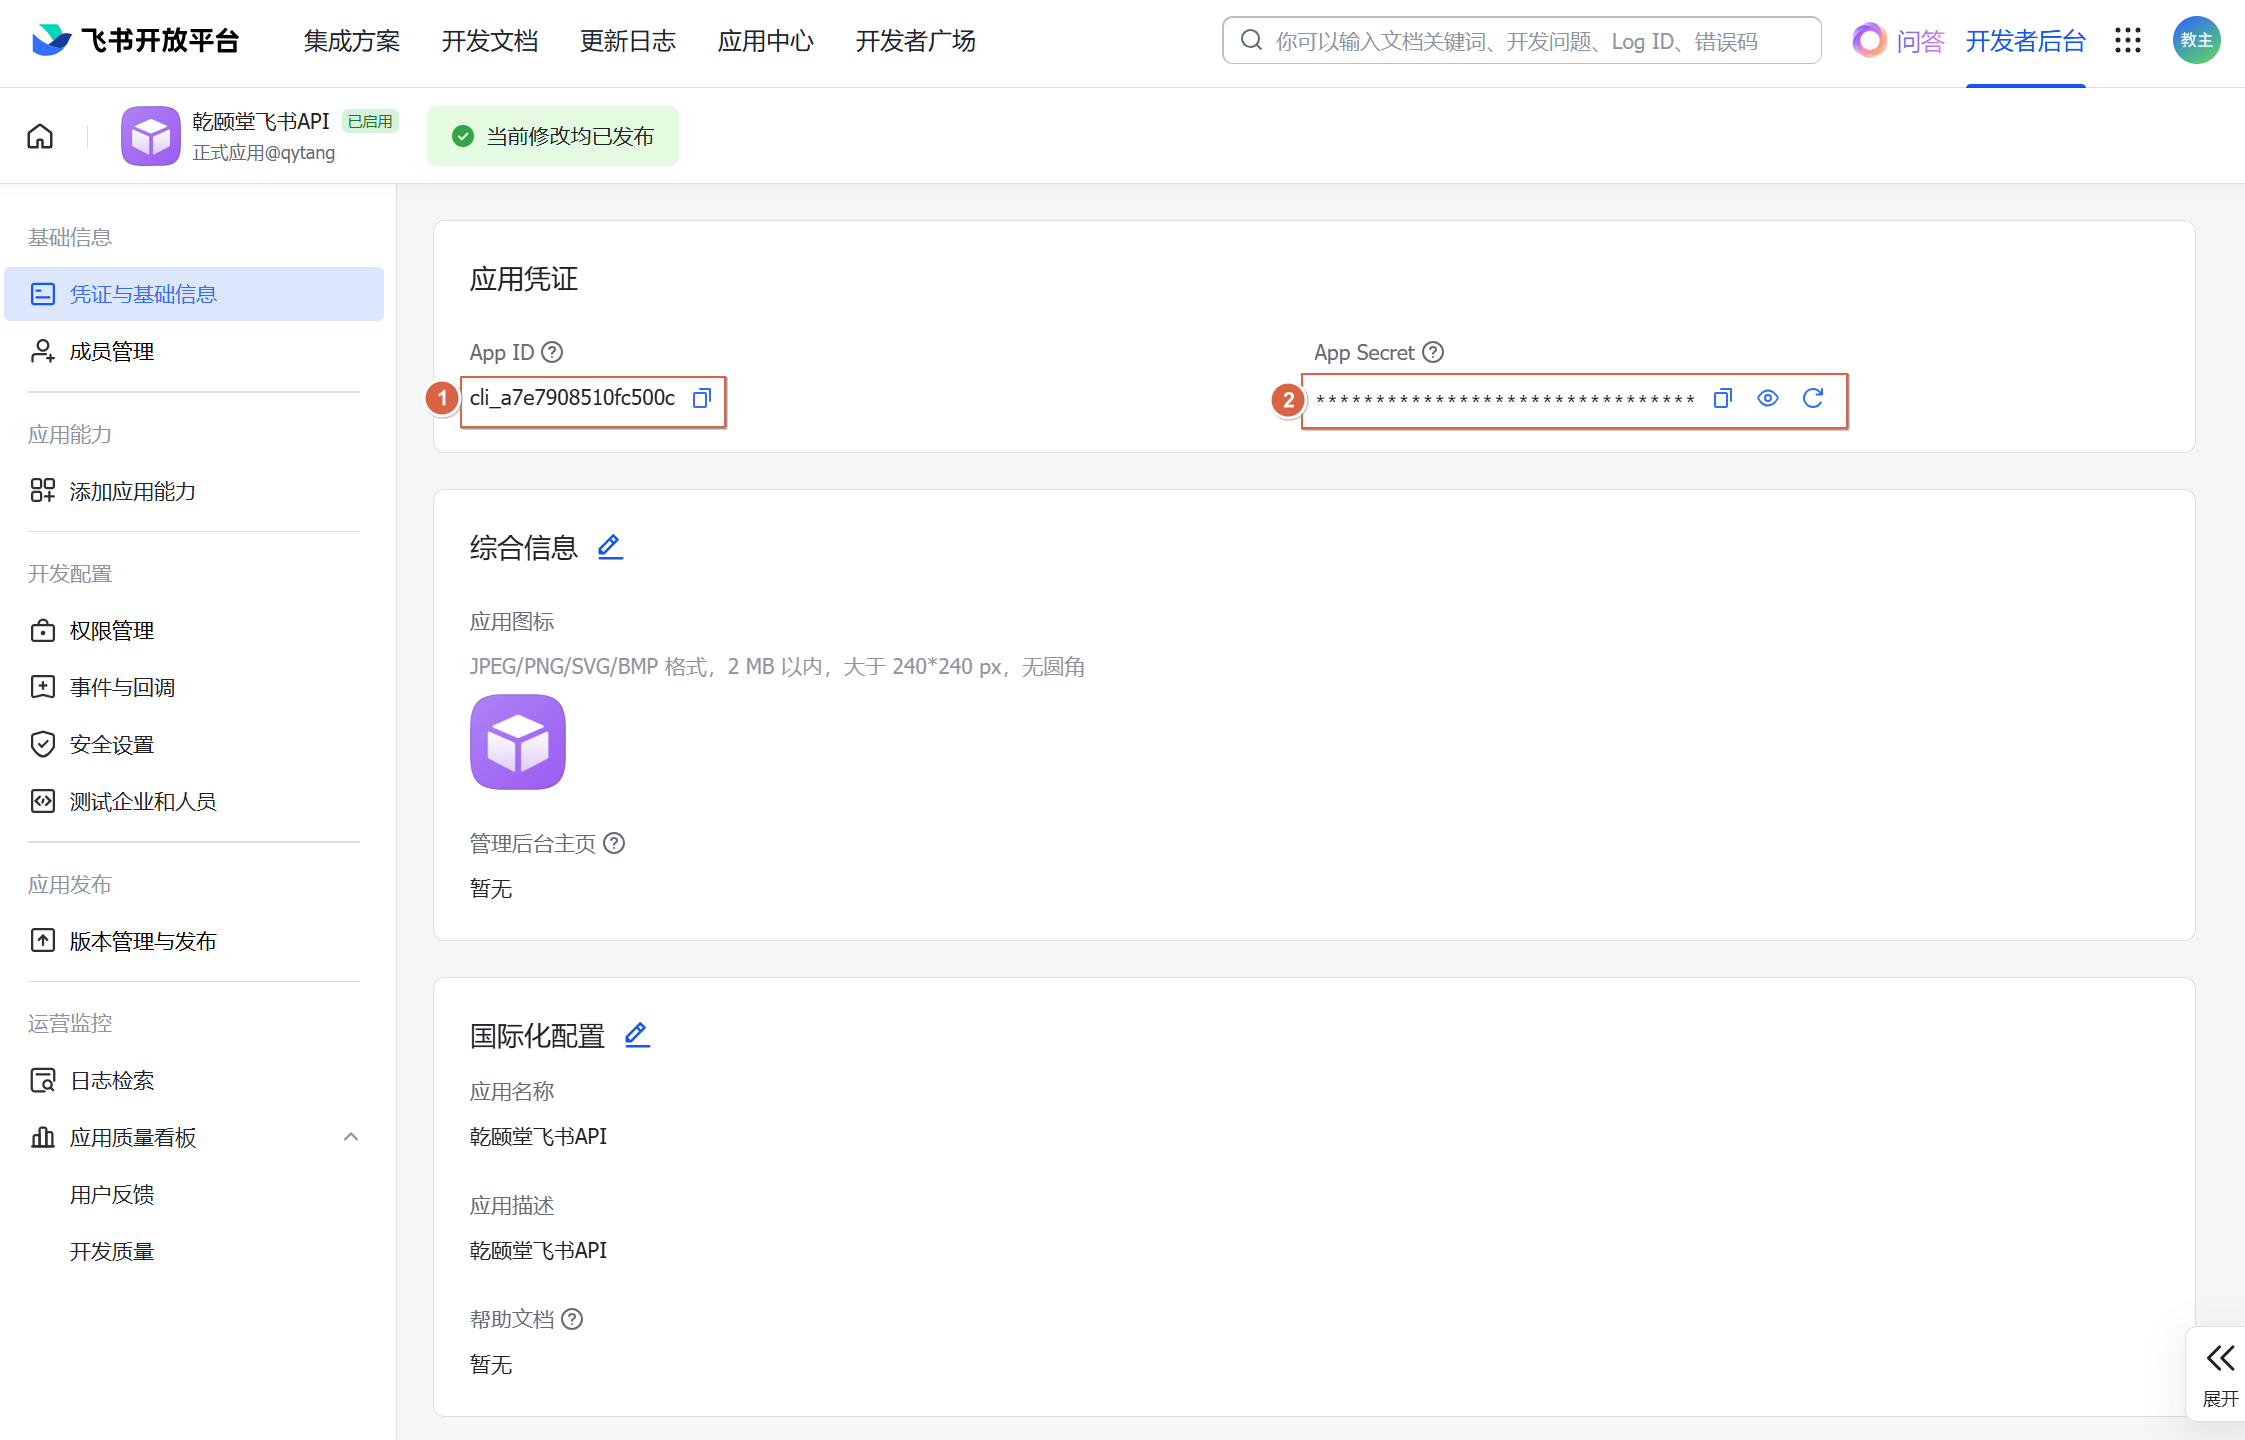 飞书开放平台
集成方案
开发文档
更新日志
应用中心
开发者广场
你可以输入文档关键词、开发问题、Log ID、错误码
问答
开发者后台
教主
乾颐堂飞书API
已启用
正式应用@qytang
当前修改均已发布
基础信息
凭证与基础信息
成员管理
应用能力
添加应用能力
开发配置
权限管理
事件与回调
安全设置
测试企业和人员
应用发布
版本管理与发布
运营监控
日志检索
应用质量看板
用户反馈
开发质量
应用凭证
App ID
1
cli_a7e7908510fc500c
App Secret
2
********************************
综合信息
应用图标
JPEG/PNG/SVG/BMP 格式，2 MB 以内，大于 240*240 px，无圆角
管理后台主页
暂无
国际化配置
应用名称
乾颐堂飞书API
应用描述
乾颐堂飞书API
帮助文档
暂无
展开